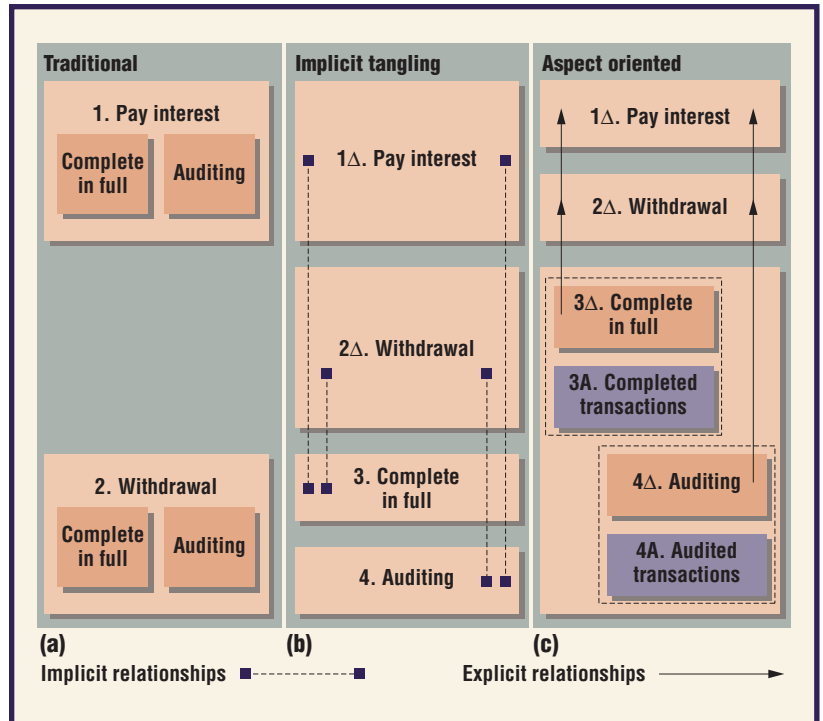 Traditional
1. Pay interest
Complete
in full
Auditing
2. Withdrawal
Complete
in full
Auditing
(a)
Implicit tangling
1Δ. Pay interest
2Δ. Withdrawal
3. Complete
in full
4. Auditing
(b)
Aspect oriented
1Δ. Pay interest
2Δ. Withdrawal
3Δ. Complete
in full
3A. Completed
transactions
4Δ. Auditing
4A. Audited
transactions
(c)
Implicit relationships
Explicit relationships